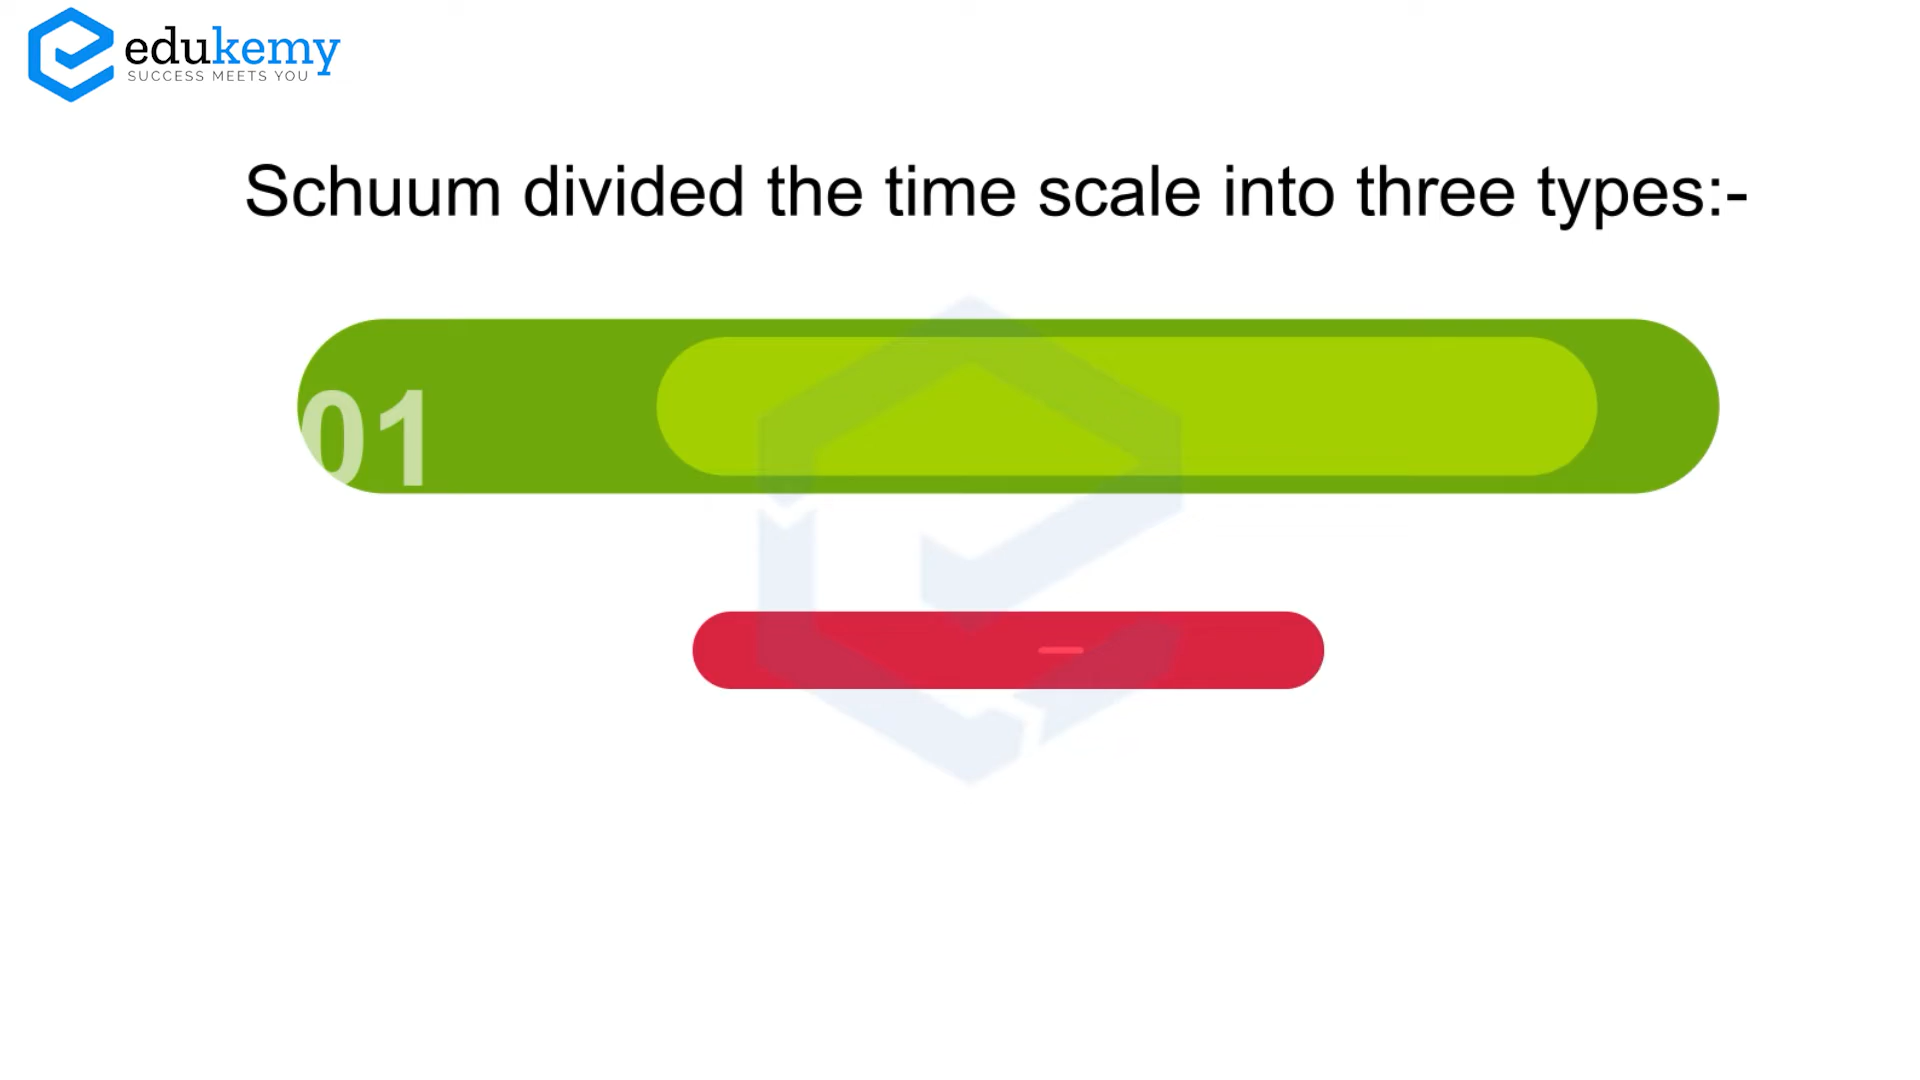 edukemy
SUCCESS MEETS YOU
Schuum divided the time scale into three types:-
01